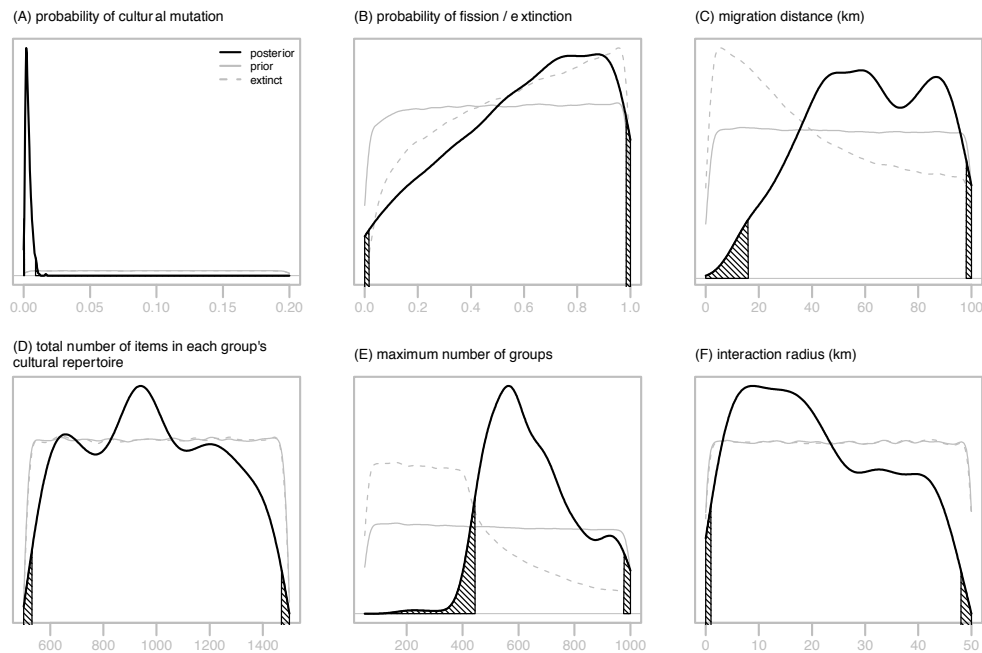 (A) probability of cultural mutation
posterior
prior
extinct
0.00 0.05 0.10 0.15 0.20
(B) probability of fission / extinction
0.0 0.2 0.4 0.6 0.8 1.0
(C) migration distance (km)
0 20 40 60 80 100
(D) total number of items in each group's
cultural repertoire
600 800 1000 1200 1400
(E) maximum number of groups
200 400 600 800 1000
(F) interaction radius (km)
0 10 20 30 40 50